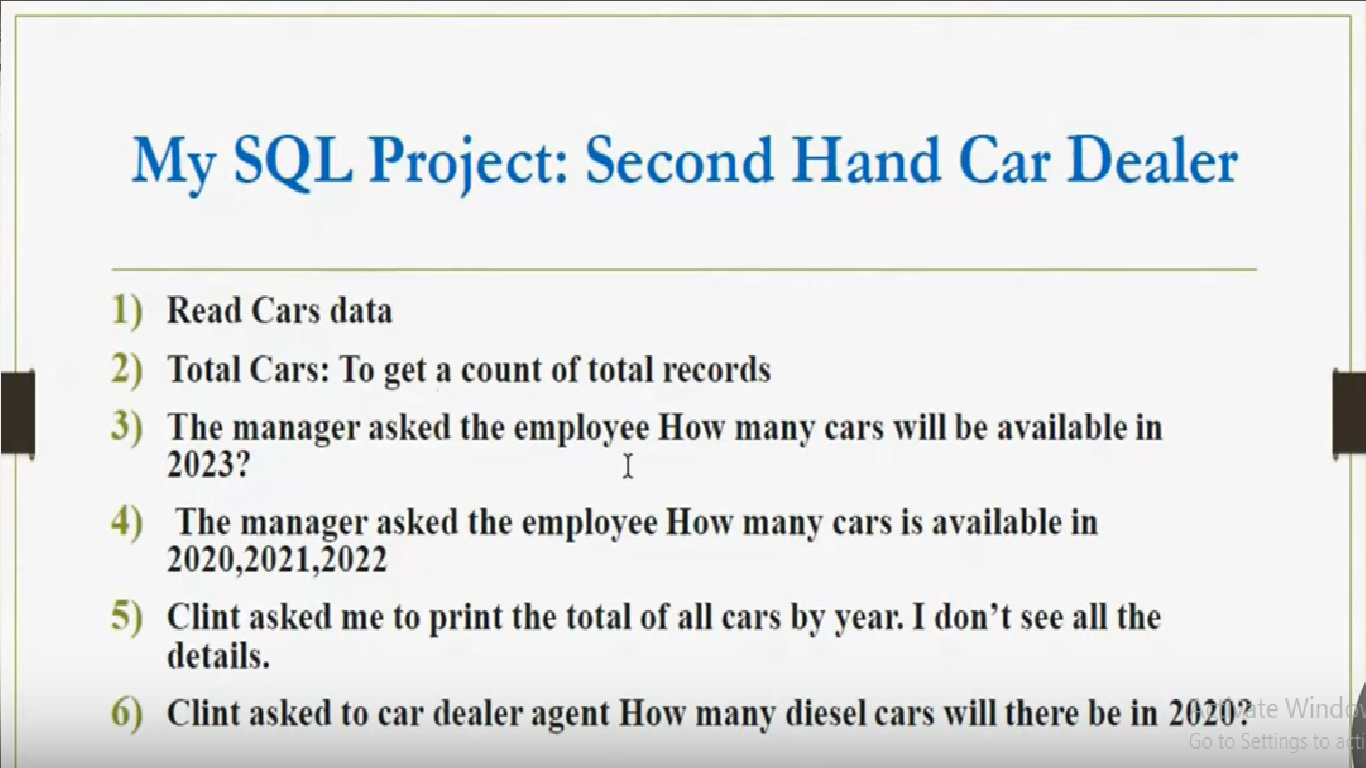 My SQL Project: Second Hand Car Dealer
1) Read Cars data
2) Total Cars: To get a count of total records
3) The manager asked the employee How many cars will be available in
2023?
4) The manager asked the employee How many cars is available in
2020,2021,2022
5) Clint asked me to print the total of all cars by year. I don't see all the
details.
6) Clint asked to car dealer agent How many diesel cars will there be in 2020?
Activate Windo
Go to Settings to acti